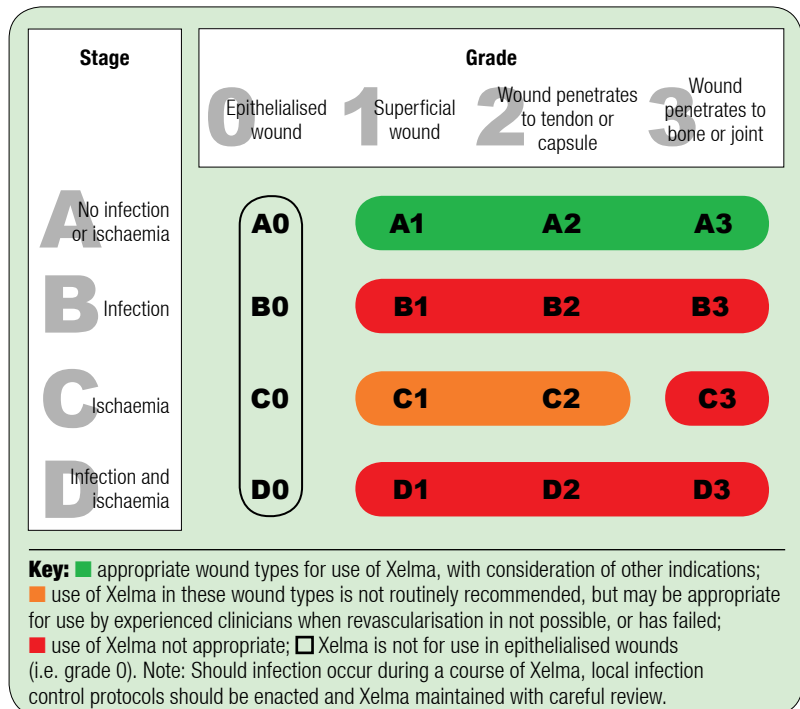 Stage
Grade
0 Epithelialised
wound
1 Superficial
wound
2 Wound penetrates
to tendon or
capsule
3 Wound
penetrates to
bone or joint
A No infection
or ischaemia
A0 A1 A2 A3
B Infection
B0 B1 B2 B3
C Ischaemia
C0 C1 C2 C3
D Infection and
ischaemia
D0 D1 D2 D3
Key: appropriate wound types for use of Xelma, with consideration of other indications;
use of Xelma in these wound types is not routinely recommended, but may be appropriate
for use by experienced clinicians when revascularisation in not possible, or has failed;
use of Xelma not appropriate; Xelma is not for use in epithelialised wounds
(i.e. grade 0). Note: Should infection occur during a course of Xelma, local infection
control protocols should be enacted and Xelma maintained with careful review.